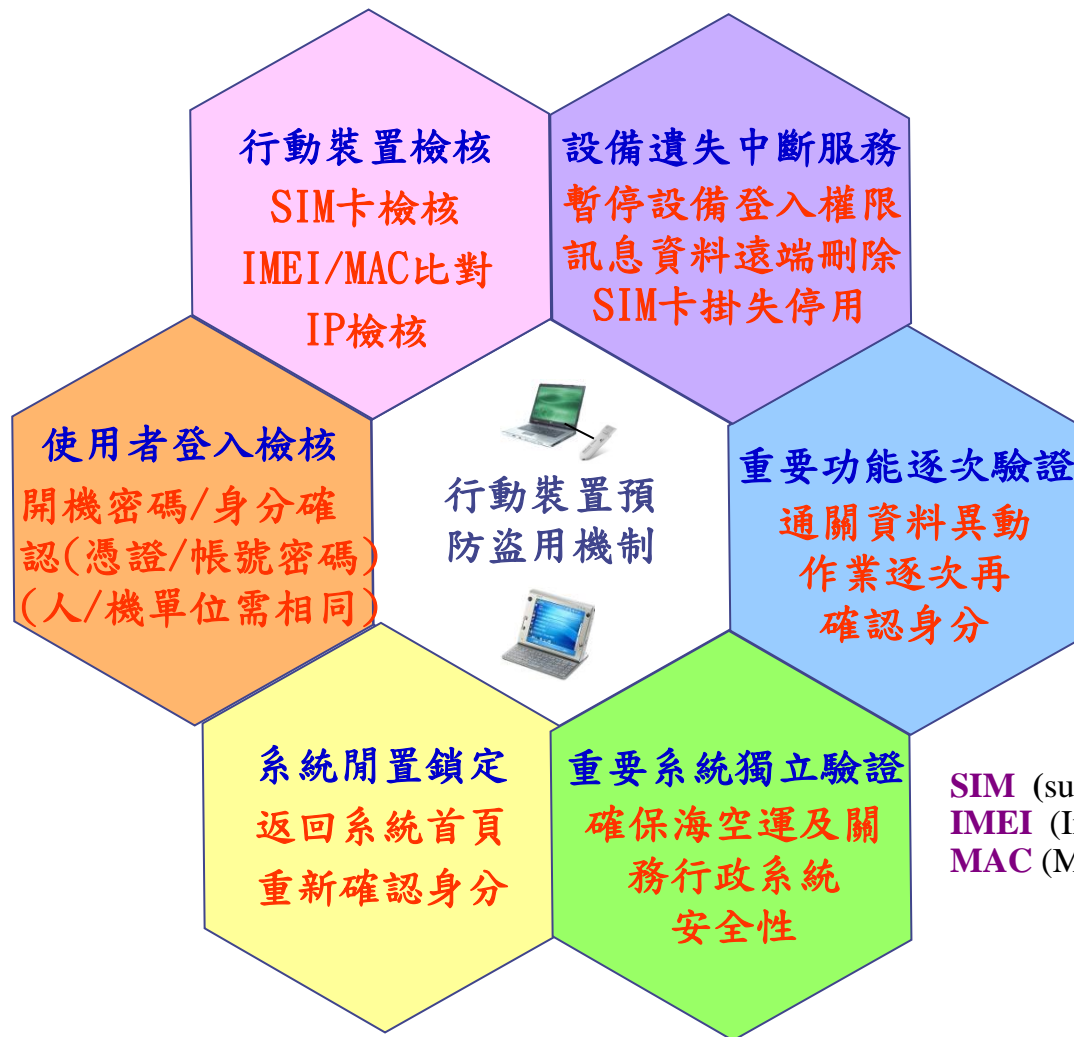 行動裝置檢核
SIM卡檢核
IMEI/MAC比對
IP檢核
設備遺失中斷服務
暫停設備登入權限
訊息資料遠端刪除
SIM卡掛失停用
使用者登入檢核
開機密碼/身分確
認(憑證/帳號密碼)
(人/機單位需相同)
行動裝置預
防盜用機制
重要功能逐次驗證
通關資料異動
作業逐次再
確認身分
系統閒置鎖定
返回系統首頁
重新確認身分
重要系統獨立驗證
確保海空運及關
務行政系統
安全性
SIM (su
IMEI (I
MAC (M